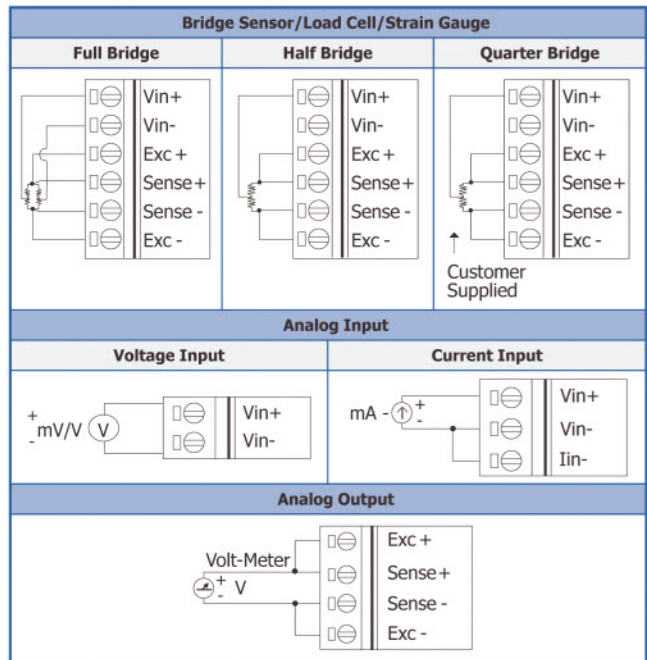 Bridge Sensor/Load Cell/Strain Gauge
Full Bridge
Vin+
Vin-
Exc +
Sense+
Sense -
Exc -
Half Bridge
Vin+
Vin-
Exc +
Sense+
Sense -
Exc -
Quarter Bridge
Vin+
Vin-
Exc +
Sense+
Sense -
Exc -
Customer
Supplied
Analog Input
Voltage Input
+
- mV/V V
Vin+
Vin-
Current Input
mA - + -
Vin+
Vin-
Iin-
Analog Output
Volt-Meter
+
- V
Exc +
Sense+
Sense -
Exc -